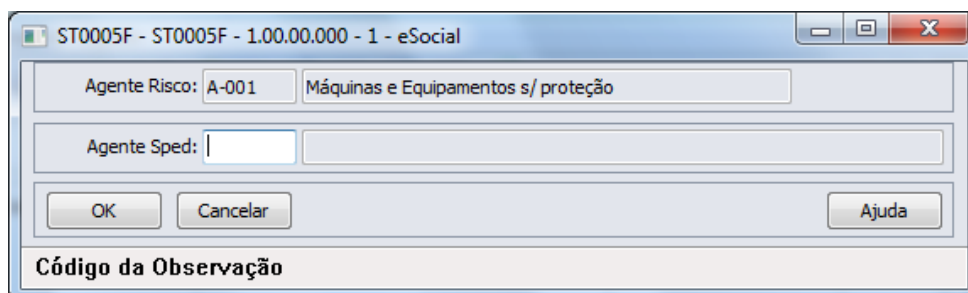 ST0005F - ST0005F - 1.00.00.000 - 1 - eSocial
Agente Risco: A-001 Máquinas e Equipamentos s/ proteção
Agente Sped:
OK Cancelar Ajuda
Código da Observação